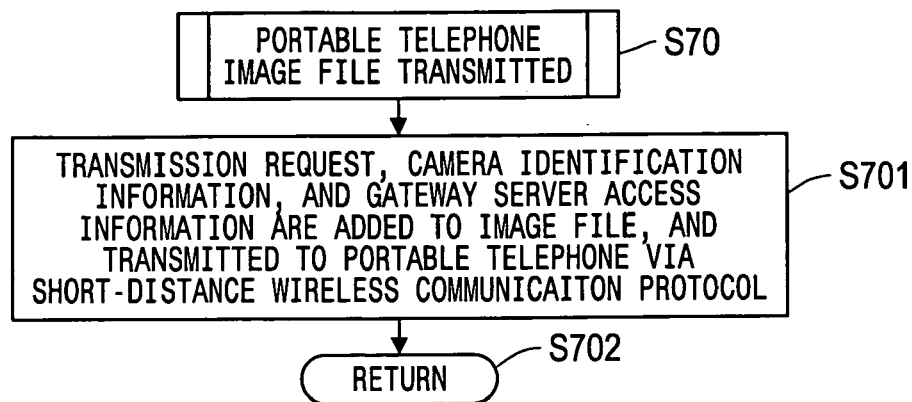 PORTABLE TELEPHONE
IMAGE FILE TRANSMITTED
S70
TRANSMISSION REQUEST, CAMERA IDENTIFICATION
INFORMATION, AND GATEWAY SERVER ACCESS
INFORMATION ARE ADDED TO IMAGE FILE, AND
TRANSMITTED TO PORTABLE TELEPHONE VIA
SHORT-DISTANCE WIRELESS COMMUNICAITON PROTOCOL
S701
RETURN
S702